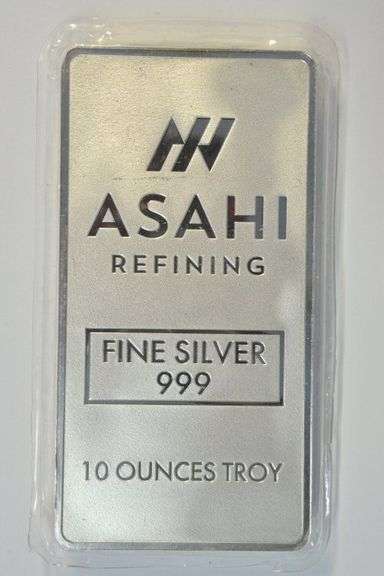 ASAHI
REFINING
FINE SILVER
999
10 OUNCES TROY